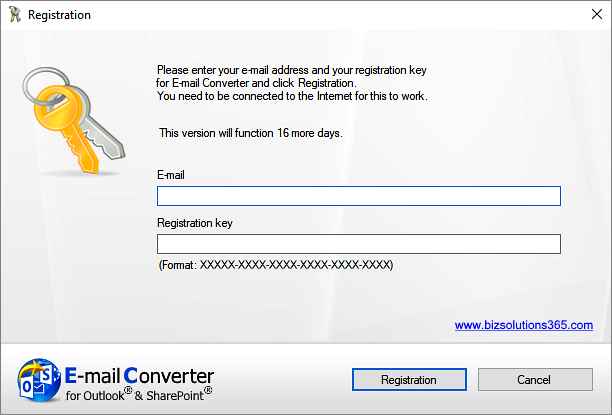 Registration
Please enter your e-mail address and your registration key
for E-mail Converter and click Registration.
You need to be connected to the Internet for this to work.
This version will function 16 more days.
E-mail
Registration key
(Format: XXXXX-XXXX-XXXX-XXXX-XXXX-XXXX)
www.bizsolutions365.com
O S
E-mail Converter
for Outlook® & SharePoint®
Registration
Cancel